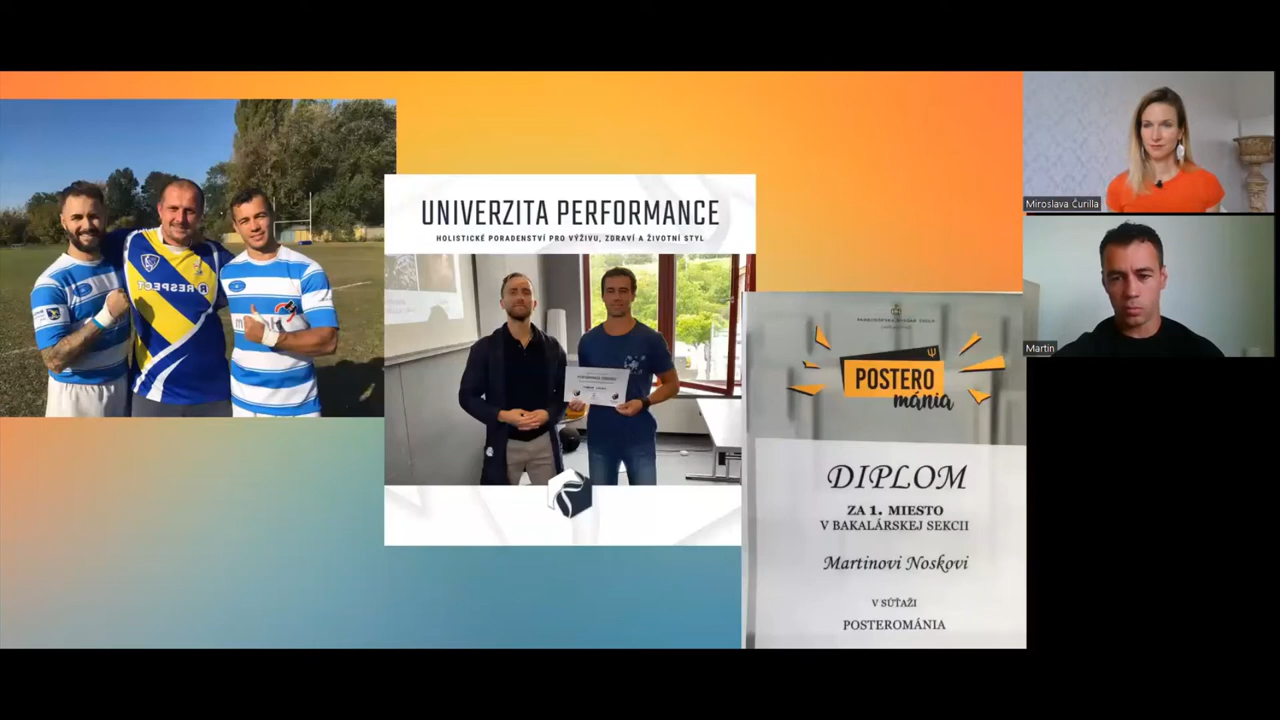 RESPECT
UNIVERZITA PERFORMANCE
HOLISTICKÉ PORADENSTVÍ PRO VÝŽIVU, ZDRAVÍ A ŽIVOTNÍ STYL
POSTERO
mánia
DIPLOM
ZA 1. MIESTO
V BAKALÁRSKEJ SEKCII
Martinovi Noskovi
V SÚŤAŽI
POSTEROMÁNIA
Miroslava Čurilla
Martin